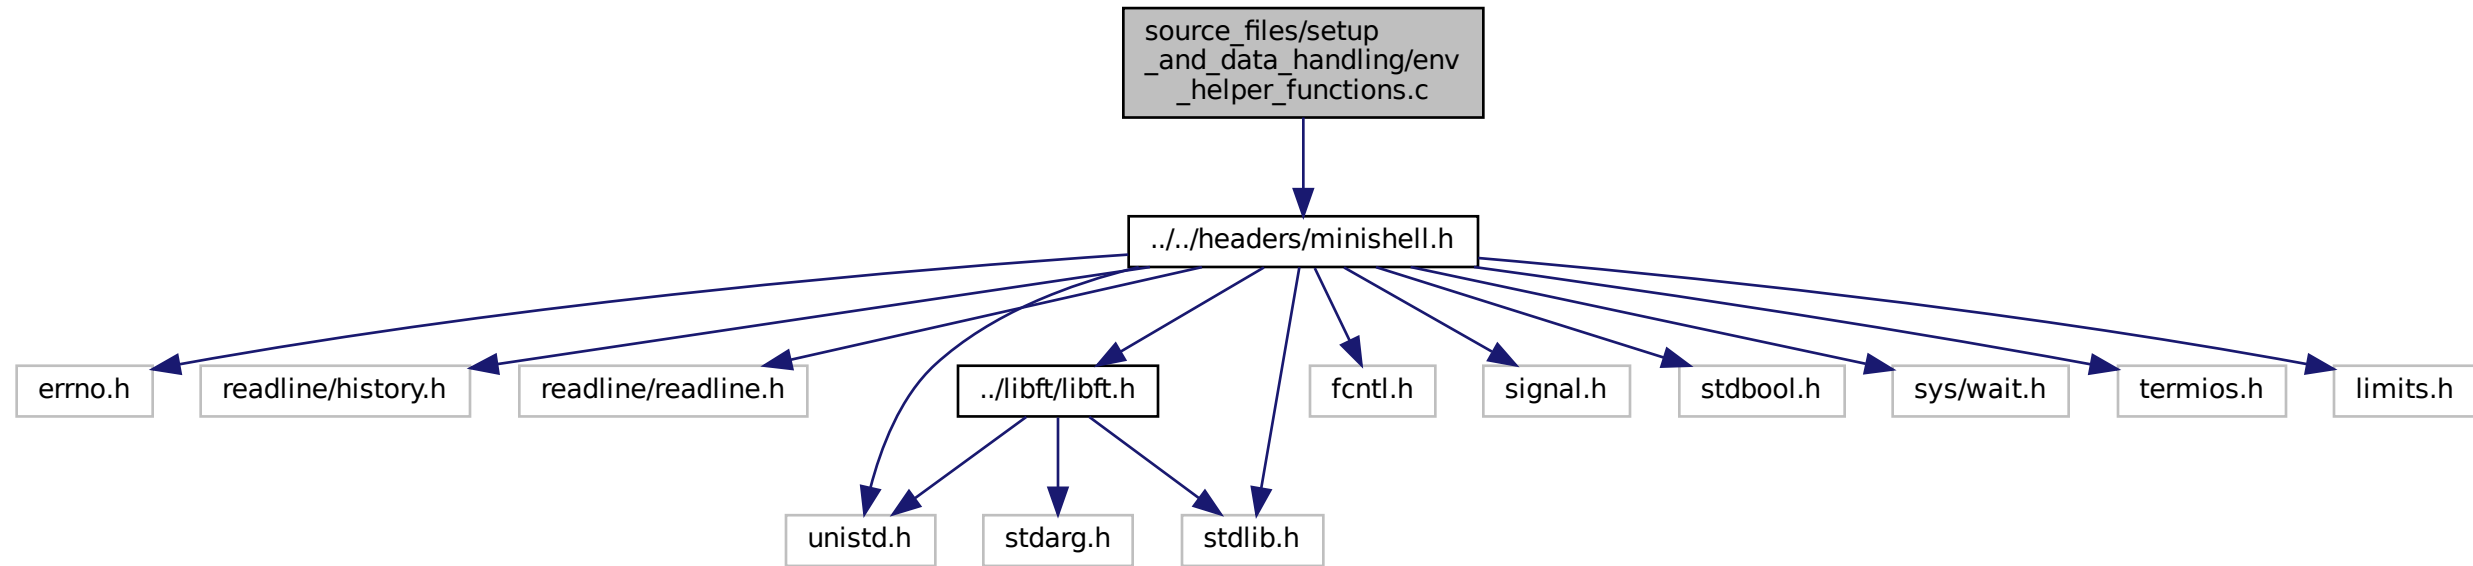 source_files/setup
_and_data_handling/env
_helper_functions.c
../../headers/minishell.h
errno.h
readline/history.h
readline/readline.h
../libft/libft.h
fcntl.h
signal.h
stdbool.h
sys/wait.h
termios.h
limits.h
unistd.h
stdarg.h
stdlib.h